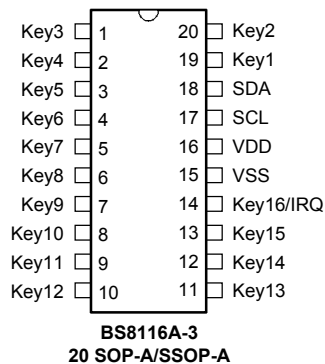 Key3 1 20 Key2
Key4 2 19 Key1
Key5 3 18 SDA
Key6 4 17 SCL
Key7 5 16 VDD
Key8 6 15 VSS
Key9 7 14 Key16/IRQ
Key10 8 13 Key15
Key11 9 12 Key14
Key12 10 11 Key13
BS8116A-3
20 SOP-A/SSOP-A